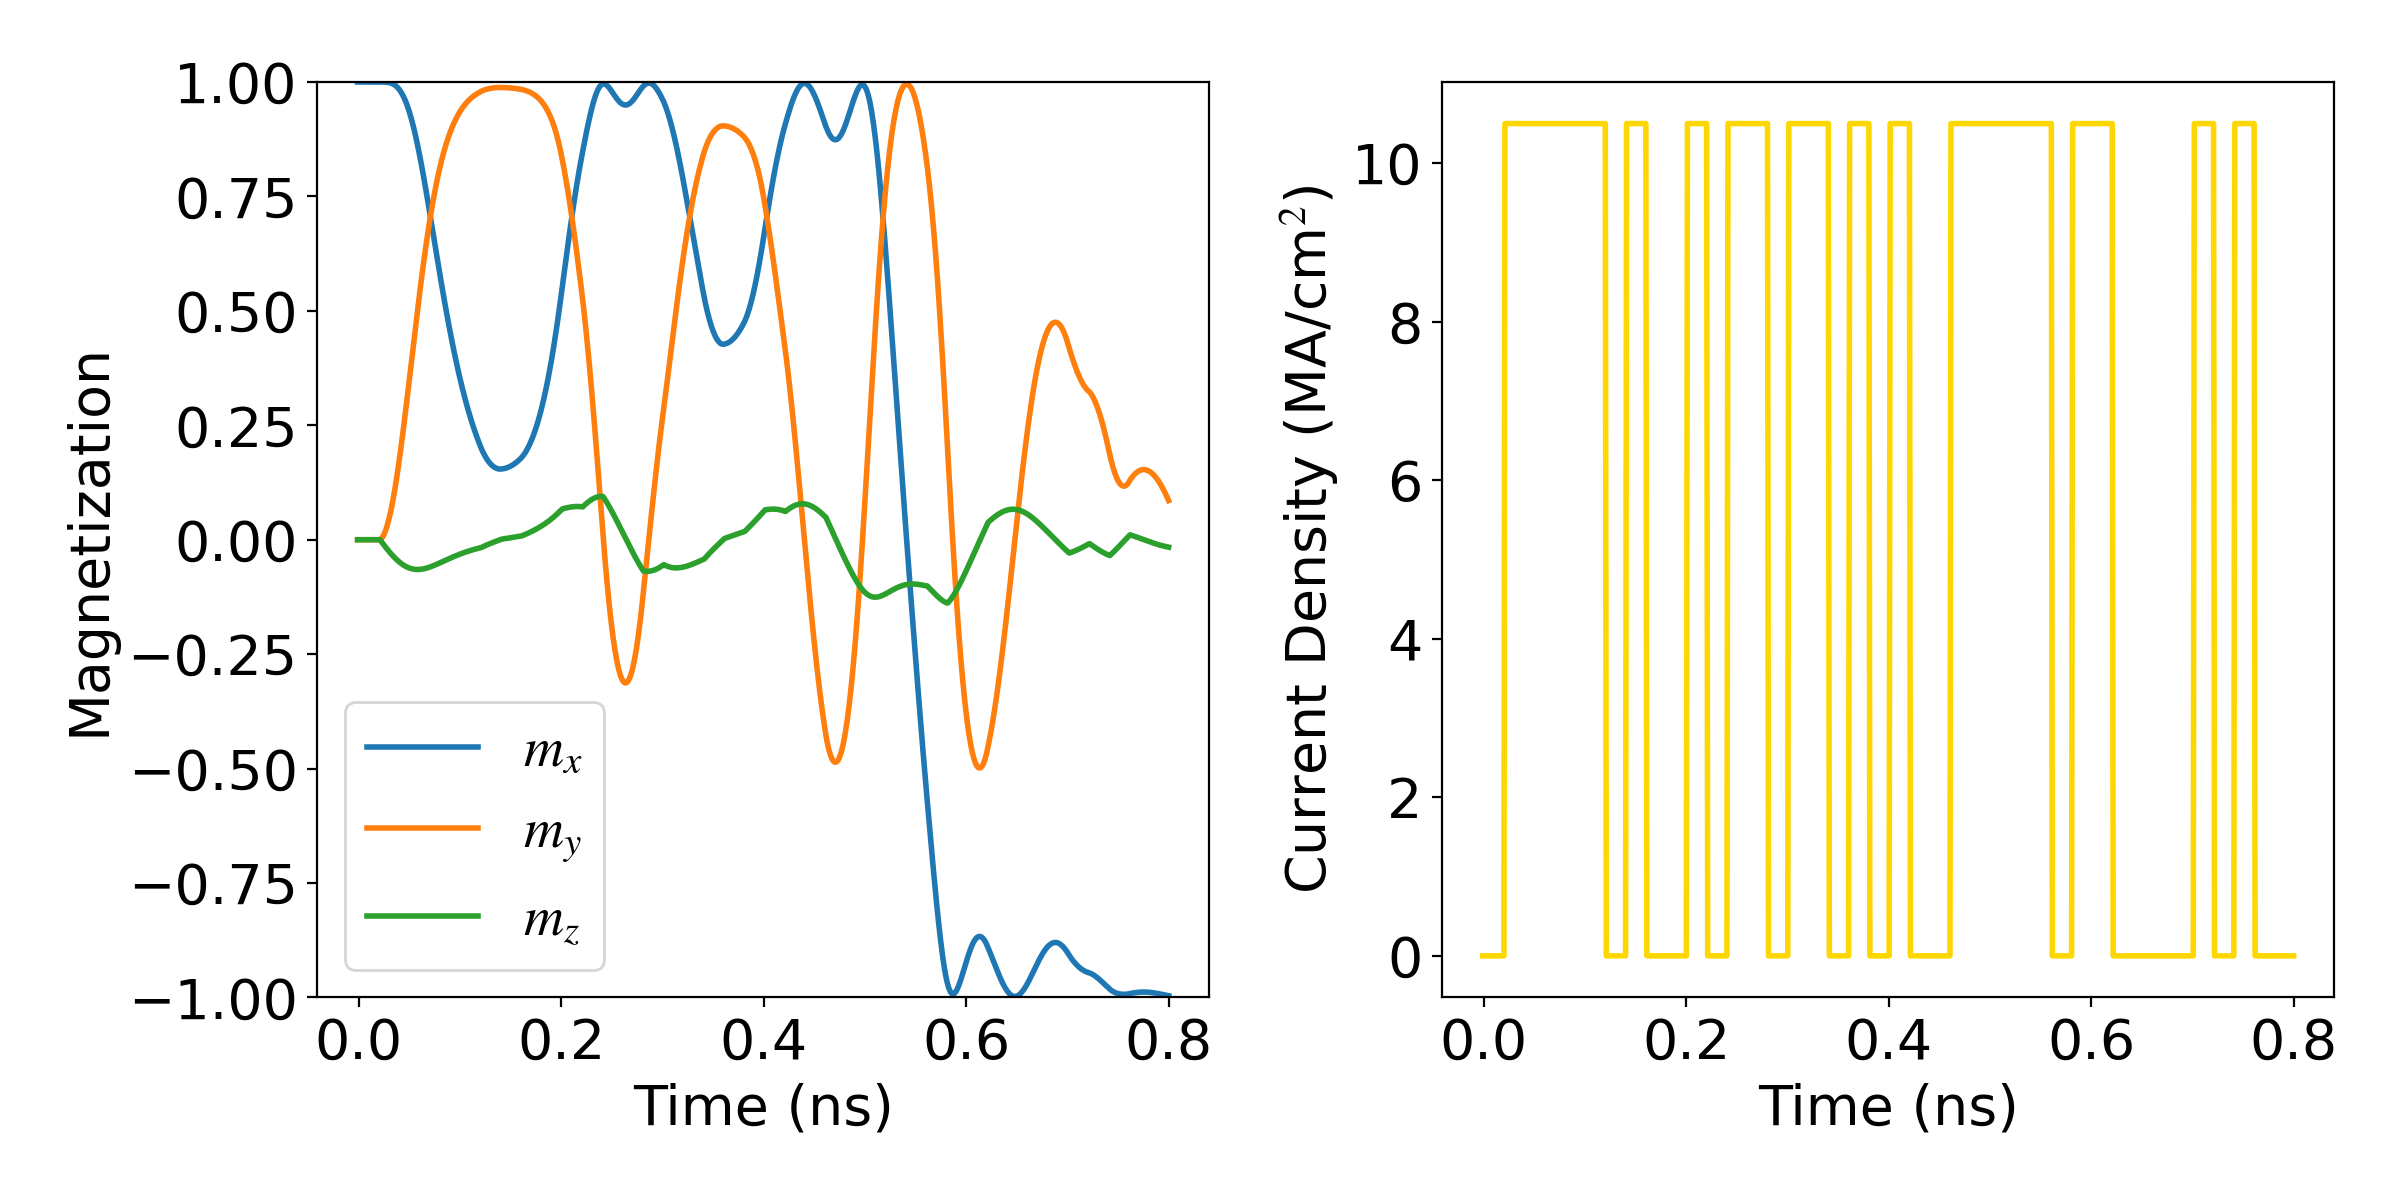 1.00
0.75
0.50
0.25
0.00
−0.25
−0.50
−0.75
−1.00
Magnetization
m_x
m_y
m_z
0.0 0.2 0.4 0.6 0.8
Time (ns)
10
8
6
4
2
0
Current Density (MA/cm²)
0.0 0.2 0.4 0.6 0.8
Time (ns)